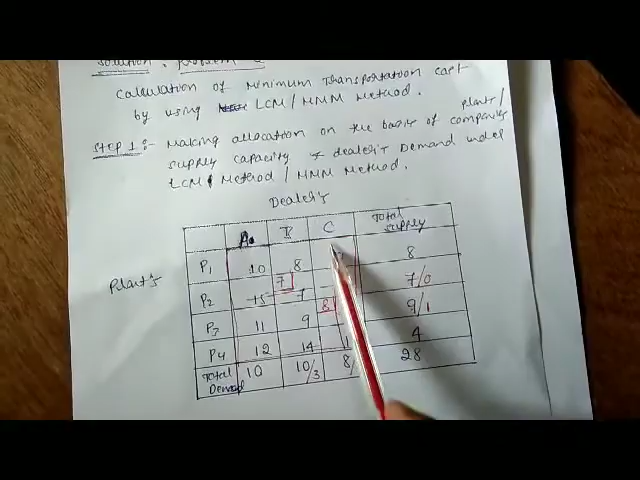 Solution : Problem
Calculation of Minimum Transportation cost
by using LCM / MMM Method.
Step 1 :- Making allocation on the basis of plant / company
supply capacity & dealer's Demand under
LCM / Method / MMM Method.
Dealer's
A B C Total supply
Plant's
P1 10 8 8
P2 15 7 7 7/0
P3 11 9 8 9/1
P4 12 14 4
Total Demand 10 10/3 8/ 28